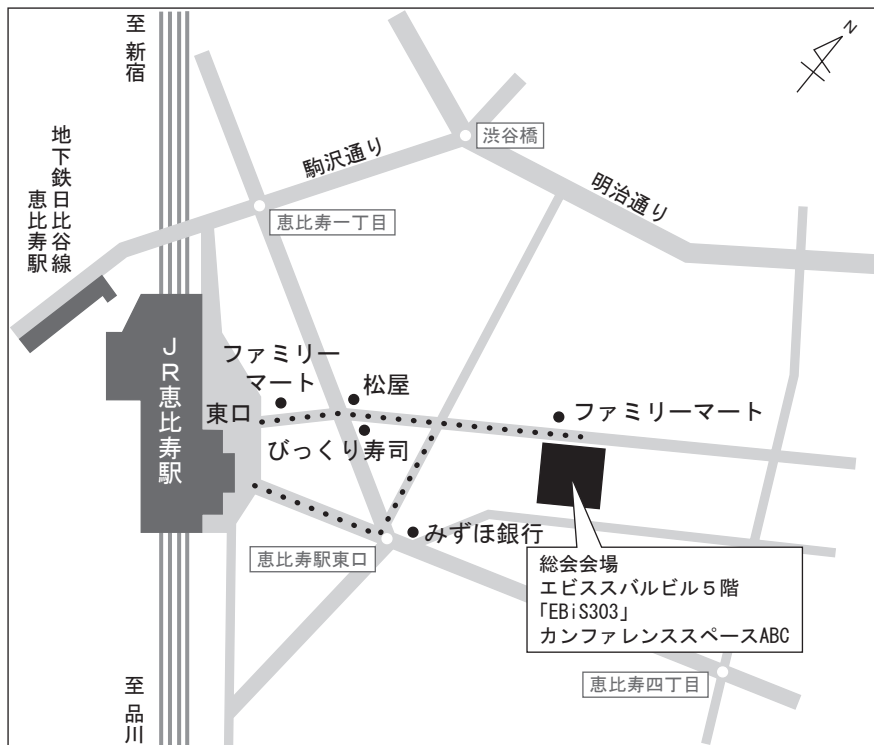 至 新宿
N
渋谷橋
駒沢通り
明治通り
地下鉄日比谷線
恵比寿駅
恵比寿一丁目
JR恵比寿駅
ファミリー
マート
松屋
東口
ファミリーマート
びっくり寿司
みずほ銀行
恵比寿駅東口
総会会場
エビススバルビル5階
「EBiS303」
カンファレンススペースABC
恵比寿四丁目
至 品川